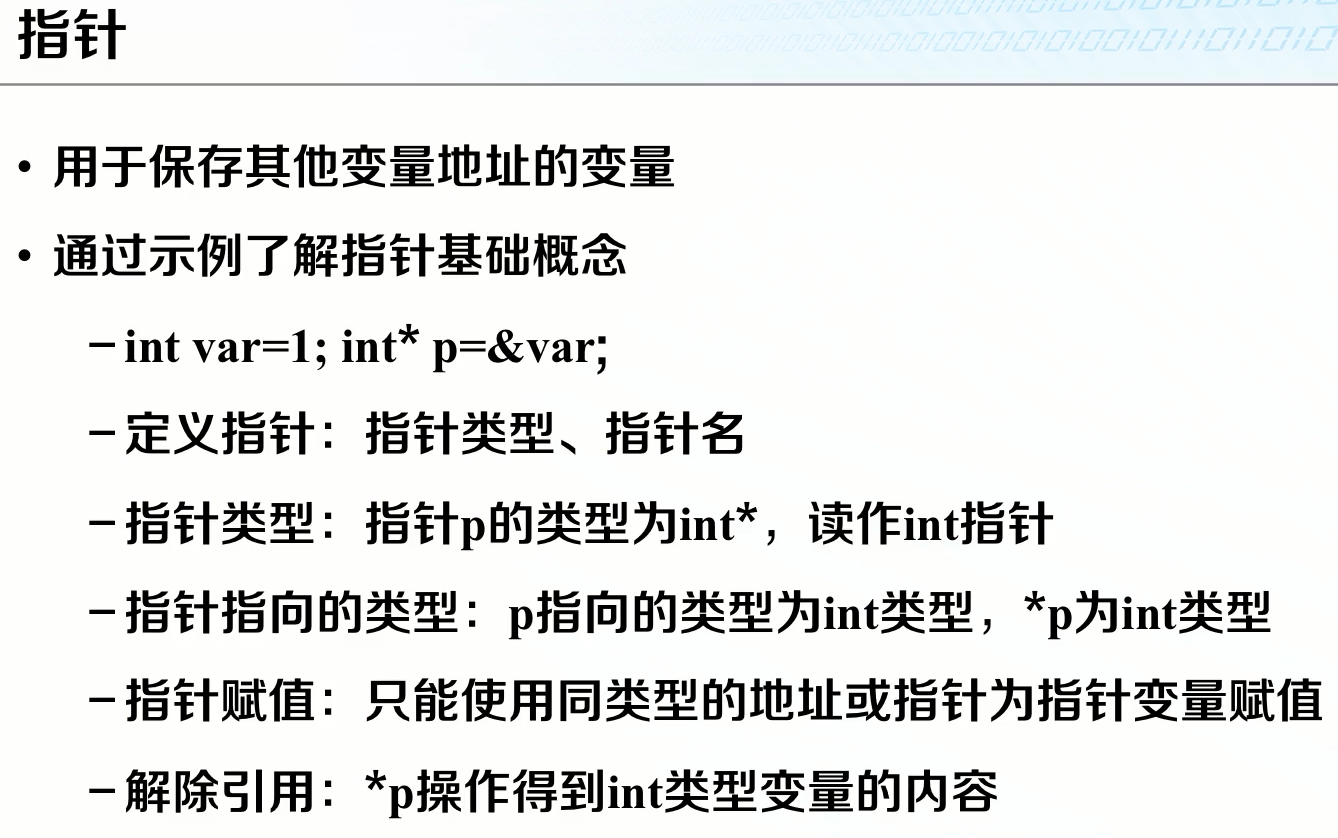 指针
• 用于保存其他变量地址的变量
• 通过示例了解指针基础概念
– int var=1; int* p=&var;
– 定义指针：指针类型、指针名
– 指针类型：指针p的类型为int*，读作int指针
– 指针指向的类型：p指向的类型为int类型，*p为int类型
– 指针赋值：只能使用同类型的地址或指针为指针变量赋值
– 解除引用：*p操作得到int类型变量的内容